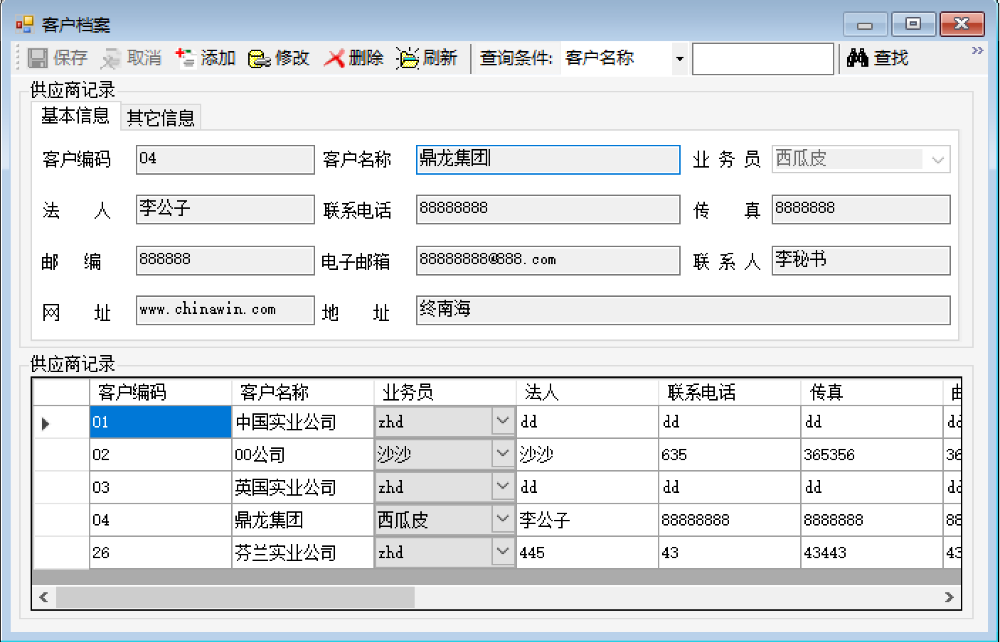 客户档案
保存 取消 添加 修改 删除 刷新 查询条件: 客户名称 查找
供应商记录
基本信息 其它信息
客户编码 04 客户名称 鼎龙集团 业务员 西瓜皮
法人 李公子 联系电话 88888888 传真 8888888
邮编 888888 电子邮箱 88888888@888.com 联系人 李秘书
网址 www.chinawin.com 地址 终南海
供应商记录
客户编码 客户名称 业务员 法人 联系电话 传真
01 中国实业公司 zhd dd dd dd dd
02 00公司 沙沙 沙沙 635 365356 36
03 英国实业公司 zhd dd dd dd dd
04 鼎龙集团 西瓜皮 李公子 88888888 8888888 88
26 芬兰实业公司 zhd 445 43 43443 43